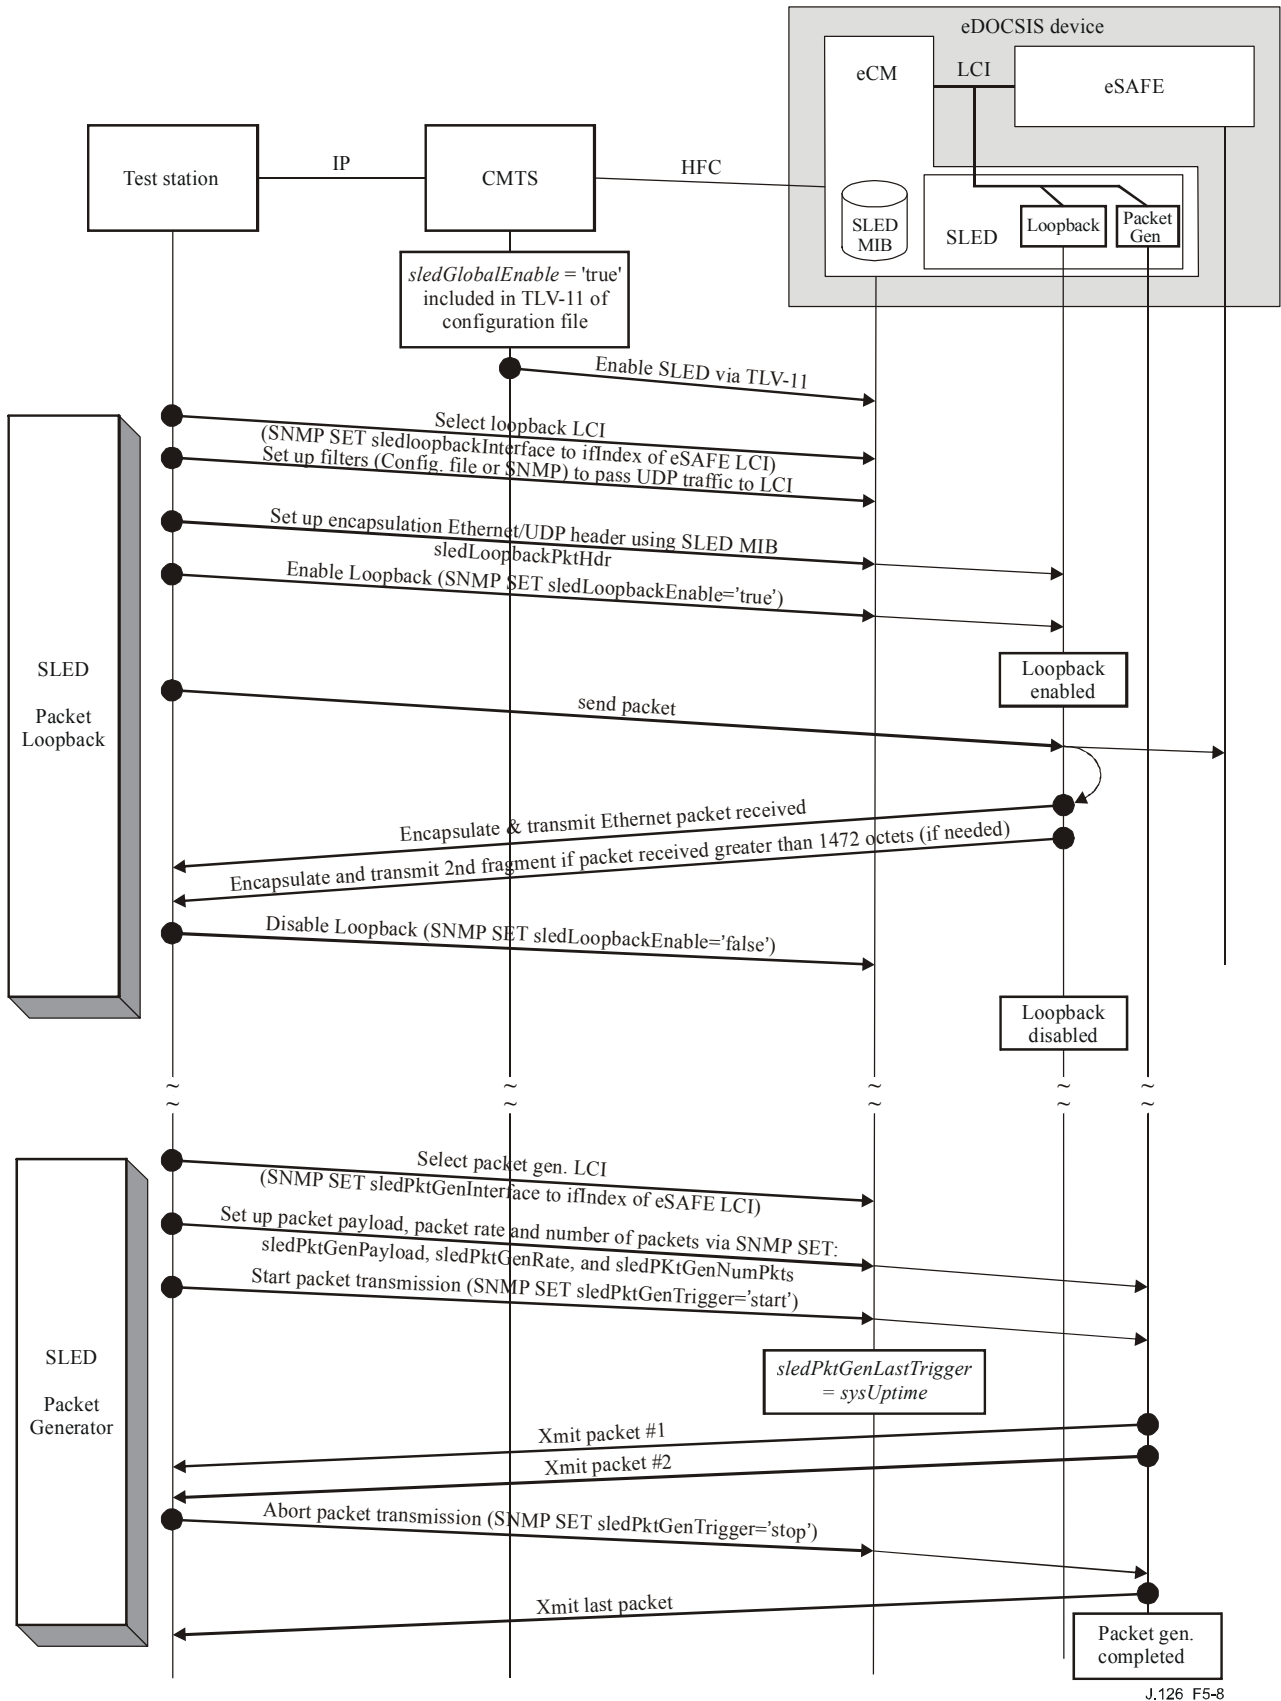 eDOCSIS device
eCM
LCI
eSAFE
Test station
IP
CMTS
HFC
SLED
MIB
SLED
Loopback
Packet
Gen
sledGlobalEnable = 'true'
included in TLV-11 of
configuration file
Enable SLED via TLV-11
Select loopback LCI
(SNMP SET sledloopbackInterface to ifIndex of eSAFE LCI)
Set up filters (Config. file or SNMP) to pass UDP traffic to LCI
Set up encapsulation Ethernet/UDP header using SLED MIB
sledLoopbackPktHdr
Enable Loopback (SNMP SET sledLoopbackEnable='true')
SLED
Packet
Loopback
Loopback
enabled
send packet
Encapsulate & transmit Ethernet packet received
Encapsulate and transmit 2nd fragment if packet received greater than 1472 octets (if needed)
Disable Loopback (SNMP SET sledLoopbackEnable='false')
Loopback
disabled
Select packet gen. LCI
(SNMP SET sledPktGenInterface to ifIndex of eSAFE LCI)
Set up packet payload, packet rate and number of packets via SNMP SET:
sledPktGenPayload, sledPktGenRate, and sledPKtGenNumPkts
Start packet transmission (SNMP SET sledPktGenTrigger='start')
SLED
Packet
Generator
sledPktGenLastTrigger
= sysUptime
Xmit packet #1
Xmit packet #2
Abort packet transmission (SNMP SET sledPktGenTrigger='stop')
Xmit last packet
Packet gen.
completed
J.126 F5-8